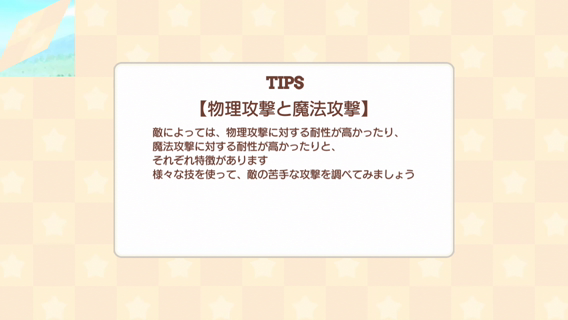 TIPS
【物理攻撃と魔法攻撃】
敵によっては、物理攻撃に対する耐性が高かったり、
魔法攻撃に対する耐性が高かったりと、
それぞれ特徴があります
様々な技を使って、敵の苦手な攻撃を調べてみましょう